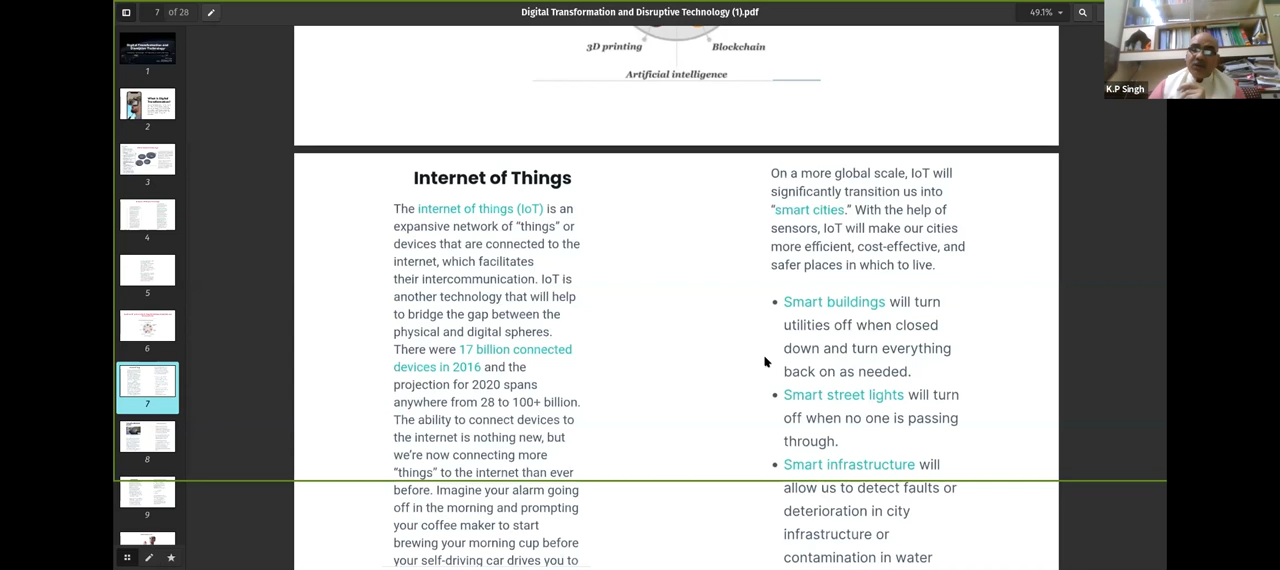 7 of 28
Digital Transformation and Disruptive Technology (1).pdf
49.1%
K.P Singh
1
2
3
4
5
6
7
8
9
3D printing
Blockchain
Artificial intelligence
Internet of Things
The internet of things (IoT) is an
expansive network of “things” or
devices that are connected to the
internet, which facilitates
their intercommunication. IoT is
another technology that will help
to bridge the gap between the
physical and digital spheres.
There were 17 billion connected
devices in 2016 and the
projection for 2020 spans
anywhere from 28 to 100+ billion.
The ability to connect devices to
the internet is nothing new, but
we’re now connecting more
“things” to the internet than ever
before. Imagine your alarm going
off in the morning and prompting
your coffee maker to start
brewing your morning cup before
your self-driving car drives you to
On a more global scale, IoT will
significantly transition us into
“smart cities.” With the help of
sensors, IoT will make our cities
more efficient, cost-effective, and
safer places in which to live.
• Smart buildings will turn
utilities off when closed
down and turn everything
back on as needed.
• Smart street lights will turn
off when no one is passing
through.
• Smart infrastructure will
allow us to detect faults or
deterioration in city
infrastructure or
contamination in water